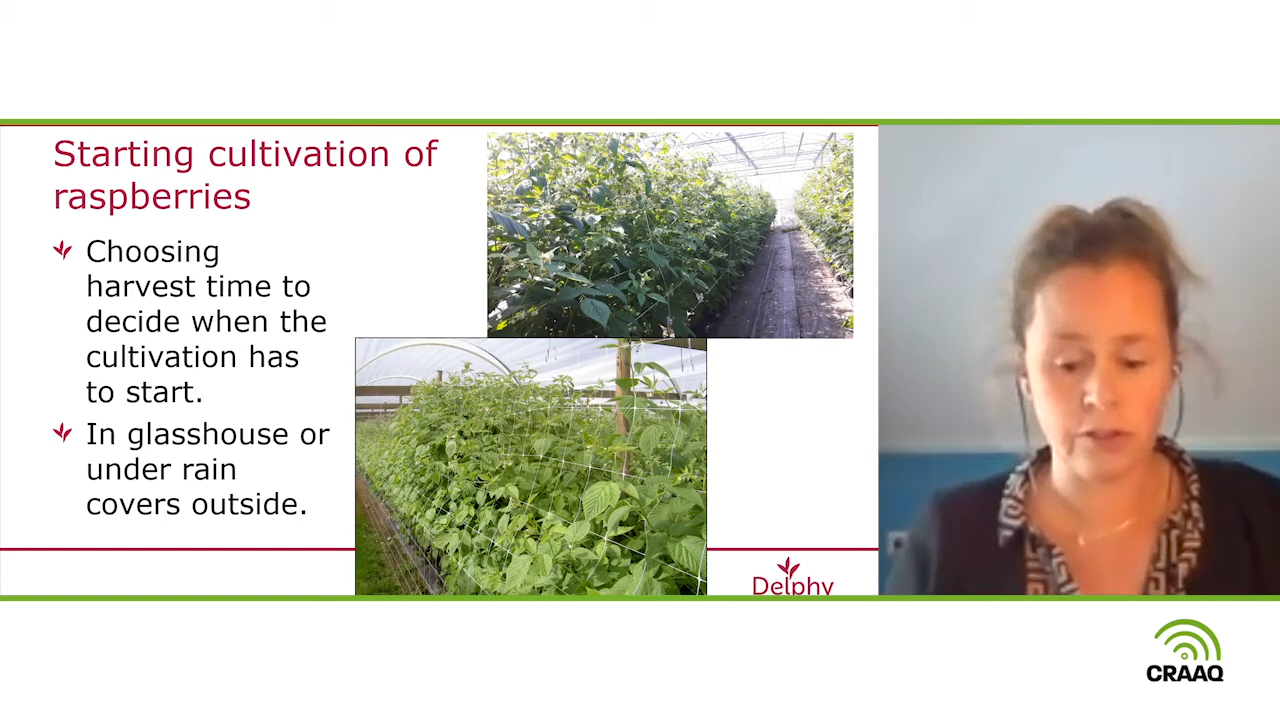 Starting cultivation of
raspberries
Choosing
harvest time to
decide when the
cultivation has
to start.
In glasshouse or
under rain
covers outside.
Delphy
CRAAQ